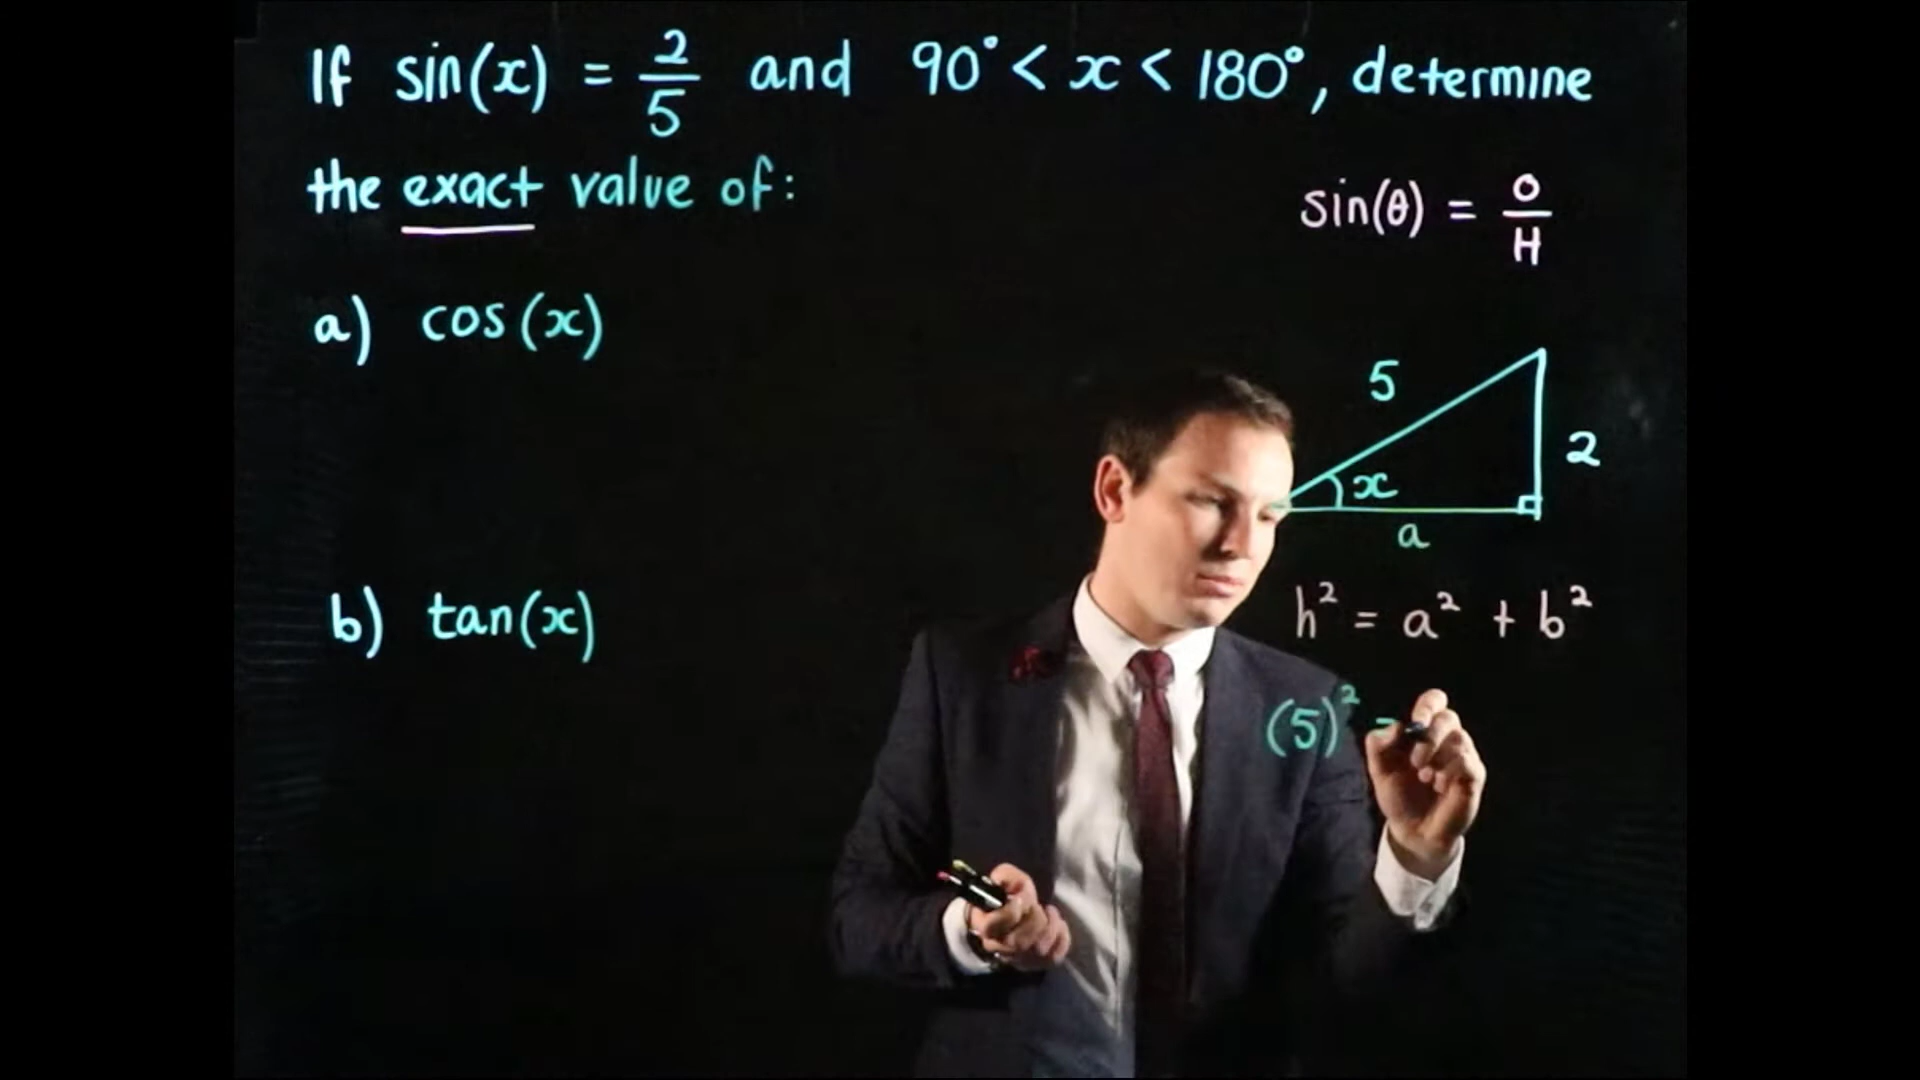 If sin(x) = 2/5 and 90° < x < 180°, determine
the exact value of:
sin(θ) = O/H
a) cos(x)
5
2
x
a
h² = a² + b²
b) tan(x)
(5)² =